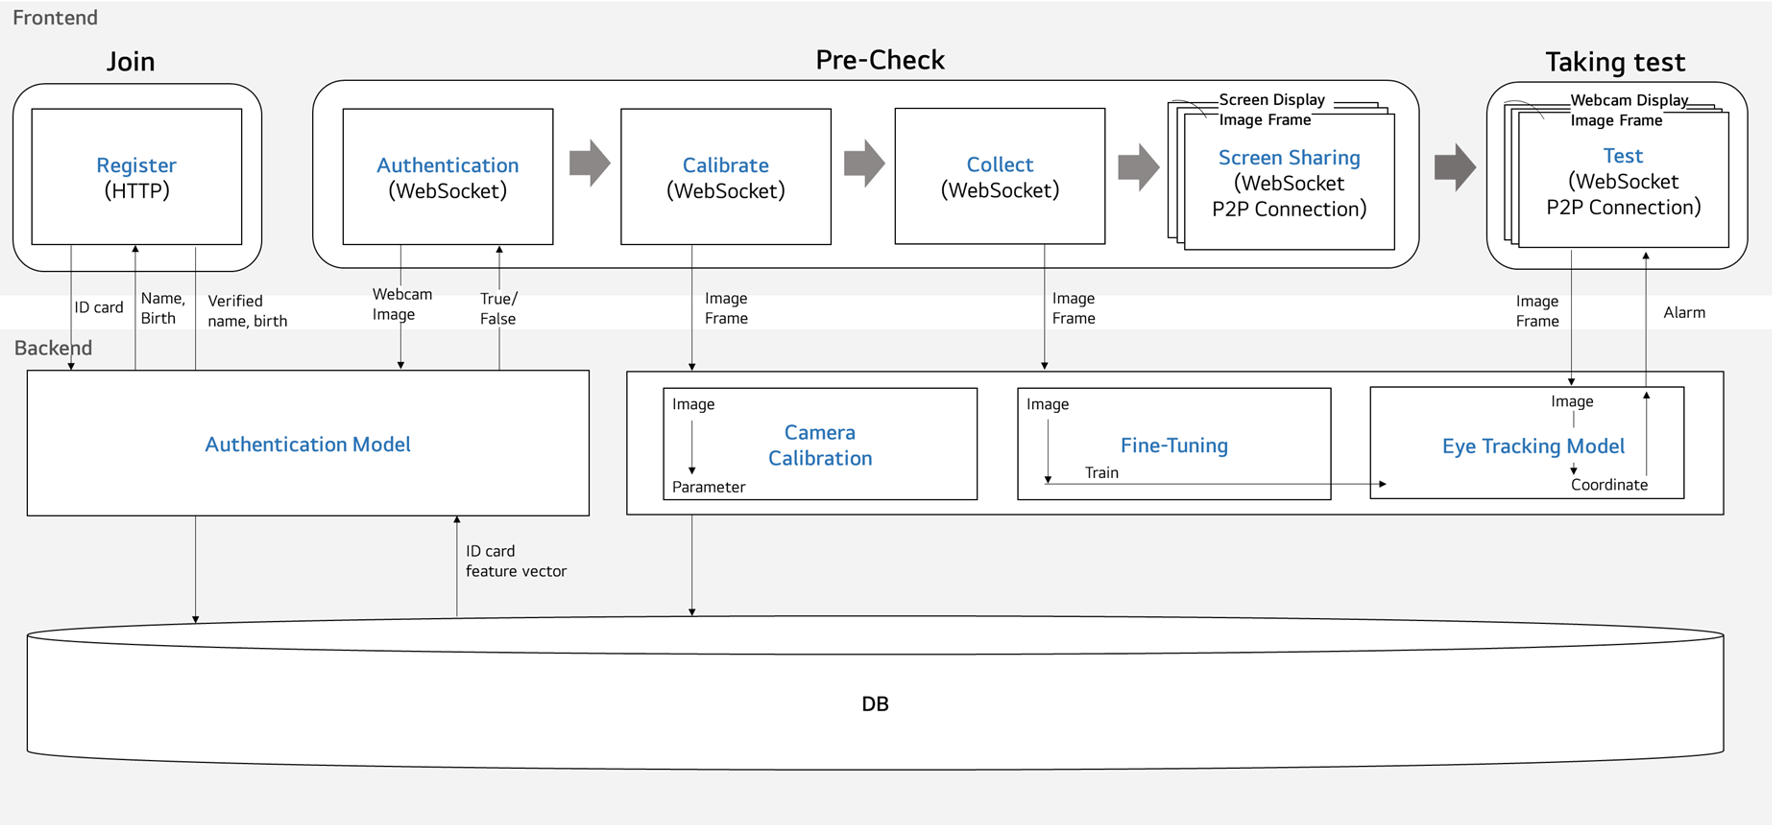 Frontend
Join
Pre-Check
Taking test
Register
(HTTP)
Authentication
(WebSocket)
Calibrate
(WebSocket)
Collect
(WebSocket)
Screen Display
Image Frame
Screen Sharing
(WebSocket
P2P Connection)
Webcam Display
Image Frame
Test
(WebSocket
P2P Connection)
ID card
Name,
Birth
Verified
name, birth
Webcam
Image
True/
False
Image
Frame
Image
Frame
Image
Frame
Alarm
Backend
Authentication Model
Image
Camera
Calibration
Parameter
Image
Fine-Tuning
Train
Image
Eye Tracking Model
Coordinate
ID card
feature vector
DB